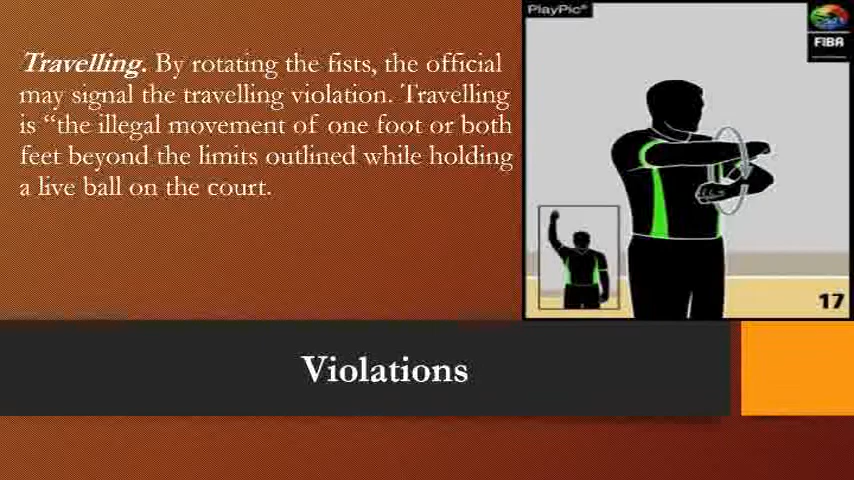 PlayPic®
FIBA
Travelling. By rotating the fists, the official
may signal the travelling violation. Travelling
is “the illegal movement of one foot or both
feet beyond the limits outlined while holding
a live ball on the court.
17
Violations